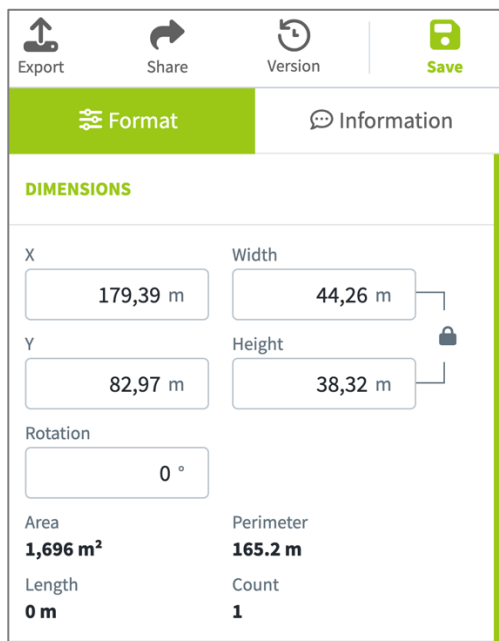 Export Share Version Save
Format Information
DIMENSIONS
X Width
179,39 m 44,26 m
Y Height
82,97 m 38,32 m
Rotation
0 °
Area Perimeter
1,696 m² 165.2 m
Length Count
0 m 1